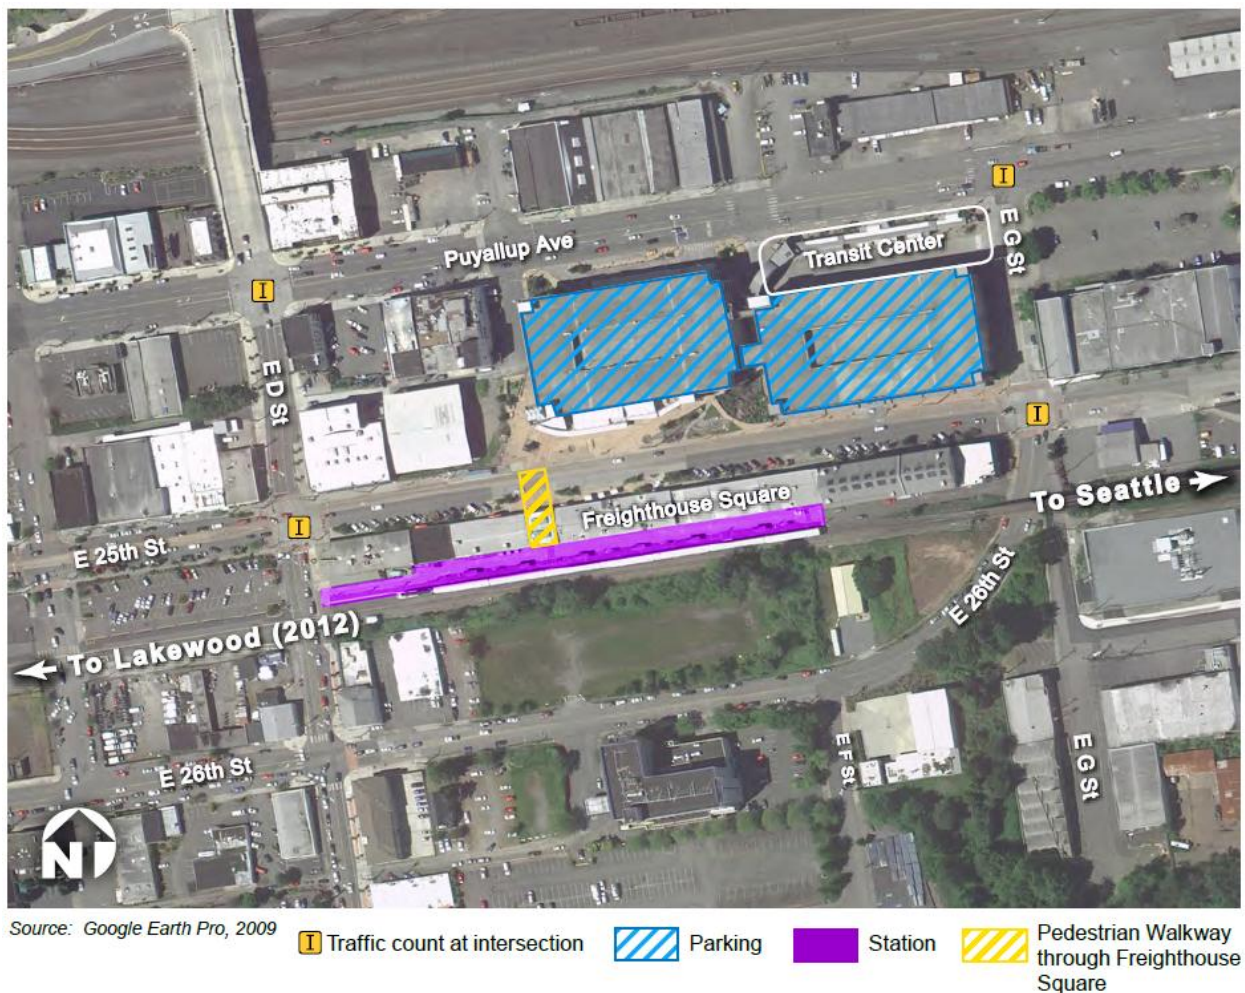 I
E G St
Puyallup Ave
Transit Center
I
E D St
I
To Seattle
Freighthouse Square
I
E 25th St
E 26th St
To Lakewood (2012)
E F St
E G St
E 26th St
N
Source: Google Earth Pro, 2009
I Traffic count at intersection
Parking
Station
Pedestrian Walkway
through Freighthouse
Square